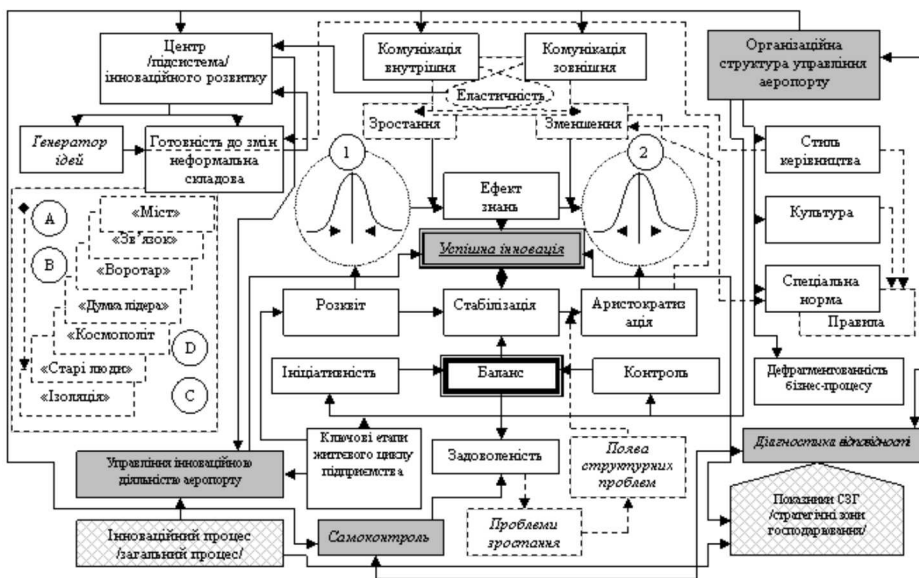 Центр
/підсистема/
інноваційного розвитку
Комунікація
внутрішня
Комунікація
зовнішня
Організаційна
структура управління
аеропорту
Еластичність
Зростання
Зменшення
Генератор
ідей
Готовність до змін
неформальна
складова
1
2
Стиль
керівництва
Ефект
знань
А
«Міст»
«Зв’язок»
В
«Воротар»
«Думка лідера»
«Космополіт
D
«Старі люди»
С
«Ізоляція»
Культура
Успішна інновація
Спеціальна
норма
Правила
Розквіт
Стабілізація
Аристократиз
ація
Ініціативність
Баланс
Контроль
Дефрагментованність
бізнес-процесу
Ключові етапи
життєвого циклу
підприємства
Управління інноваційною
діяльністю аеропорту
Задоволеність
Поява
структурних
проблем
Діагностика відповідності
Інноваційний процес
/загальний процес/
Самоконтроль
Проблеми
зростання
Показники СЗГ
/стратегічні зони
господарювання/